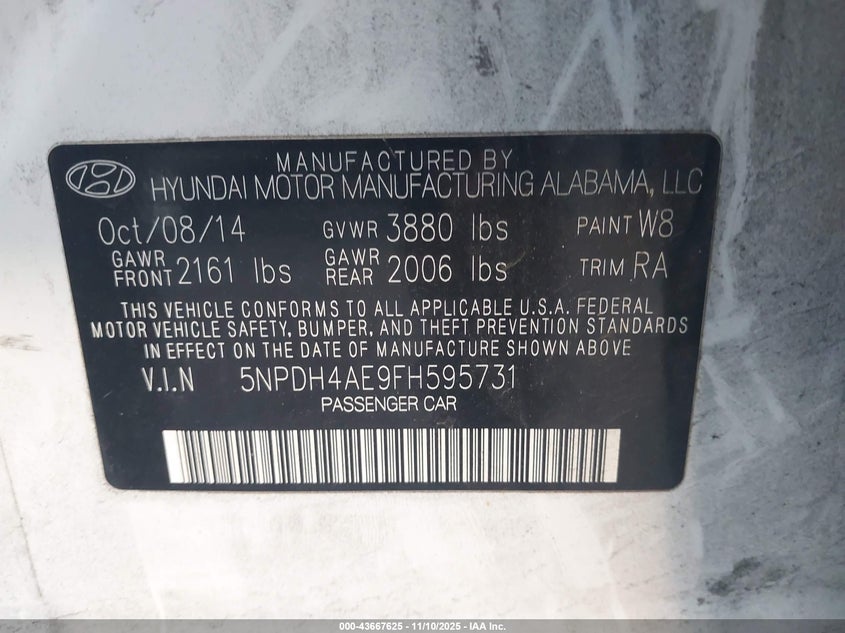 MANUFACTURED BY
HYUNDAI MOTOR MANUFACTURING ALABAMA, LLC
Oct/08/14 GVWR 3880 lbs PAINT W8
GAWR FRONT 2161 lbs GAWR REAR 2006 lbs TRIM RA
THIS VEHICLE CONFORMS TO ALL APPLICABLE U.S.A. FEDERAL
MOTOR VEHICLE SAFETY, BUMPER, AND THEFT PREVENTION STANDARDS
IN EFFECT ON THE DATE OF MANUFACTURE SHOWN ABOVE
V.I.N 5NPDH4AE9FH595731
PASSENGER CAR
000-43667625 - 11/10/2025 - IAA Inc.